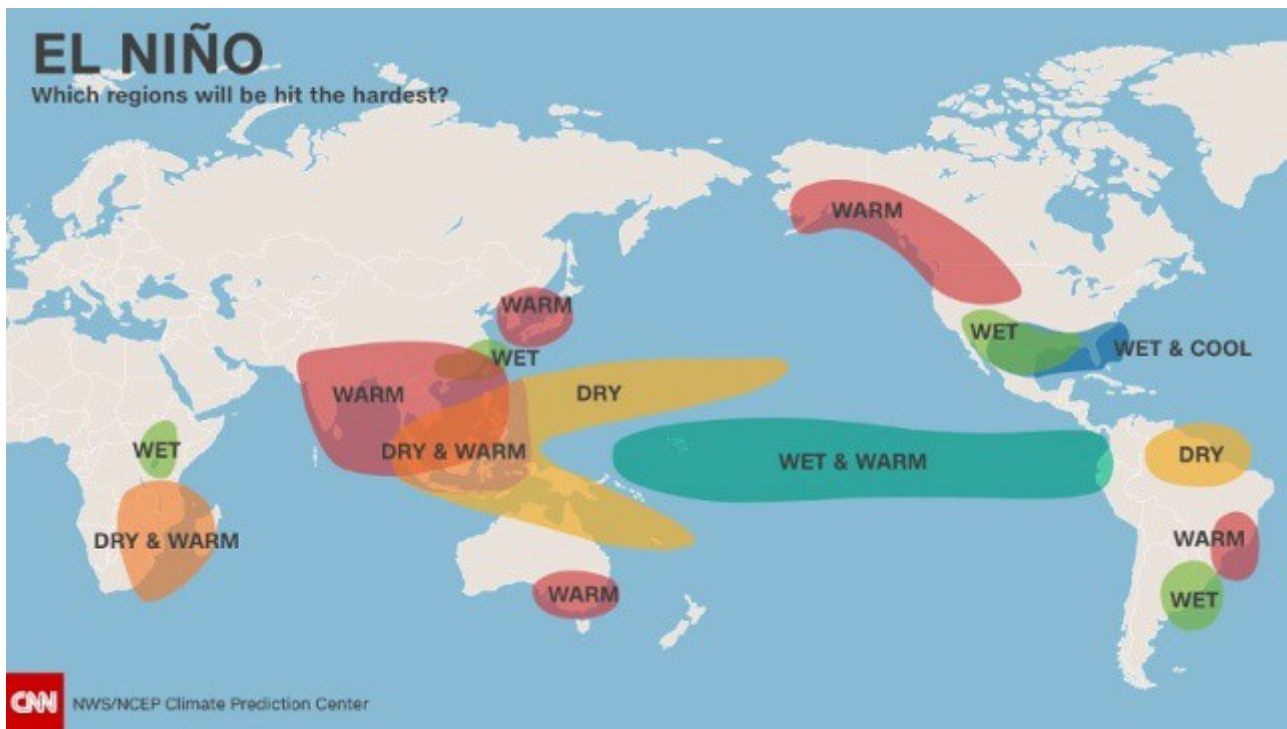 EL NIÑO
Which regions will be hit the hardest?
WARM
WARM
WET
WET & COOL
WET
WARM
DRY
WET
DRY & WARM
WET & WARM
DRY
DRY & WARM
WARM
WARM
WET
CNN NWS/NCEP Climate Prediction Center